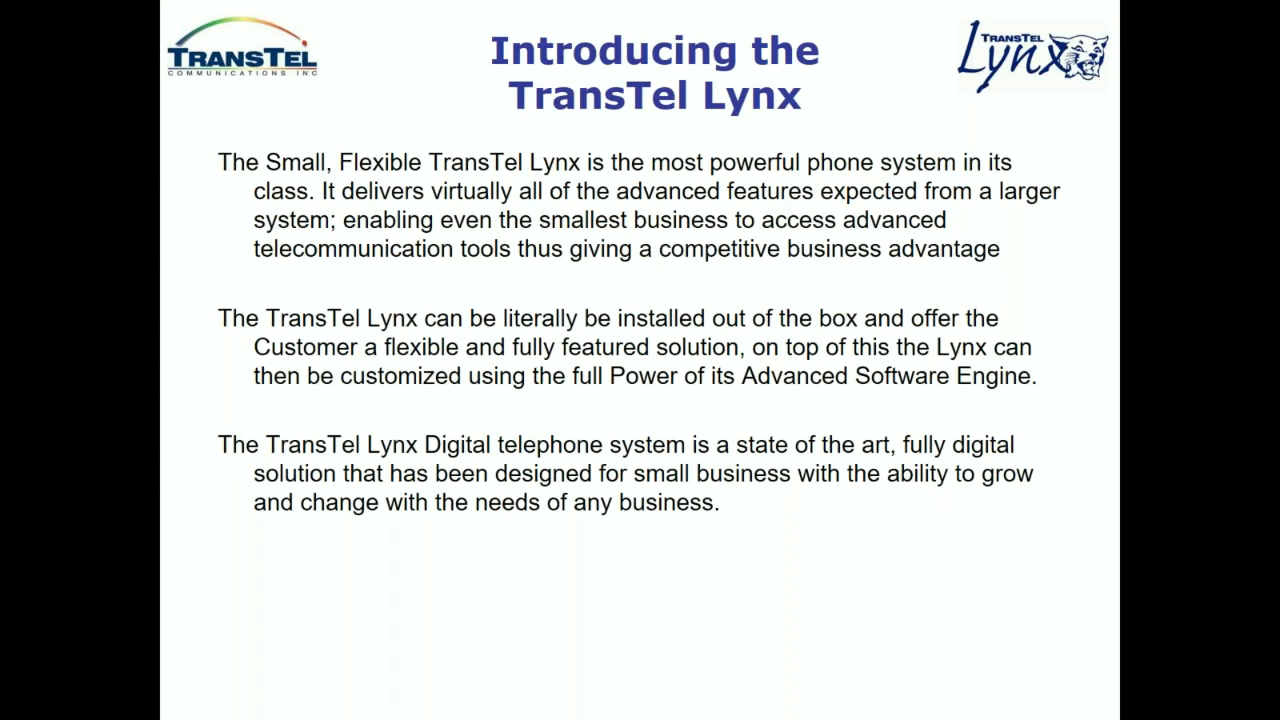 TRANSTEL
COMMUNICATIONS INC
Introducing the
TransTel Lynx
TRANSTEL
Lynx
The Small, Flexible TransTel Lynx is the most powerful phone system in its
class. It delivers virtually all of the advanced features expected from a larger
system; enabling even the smallest business to access advanced
telecommunication tools thus giving a competitive business advantage
The TransTel Lynx can be literally be installed out of the box and offer the
Customer a flexible and fully featured solution, on top of this the Lynx can
then be customized using the full Power of its Advanced Software Engine.
The TransTel Lynx Digital telephone system is a state of the art, fully digital
solution that has been designed for small business with the ability to grow
and change with the needs of any business.